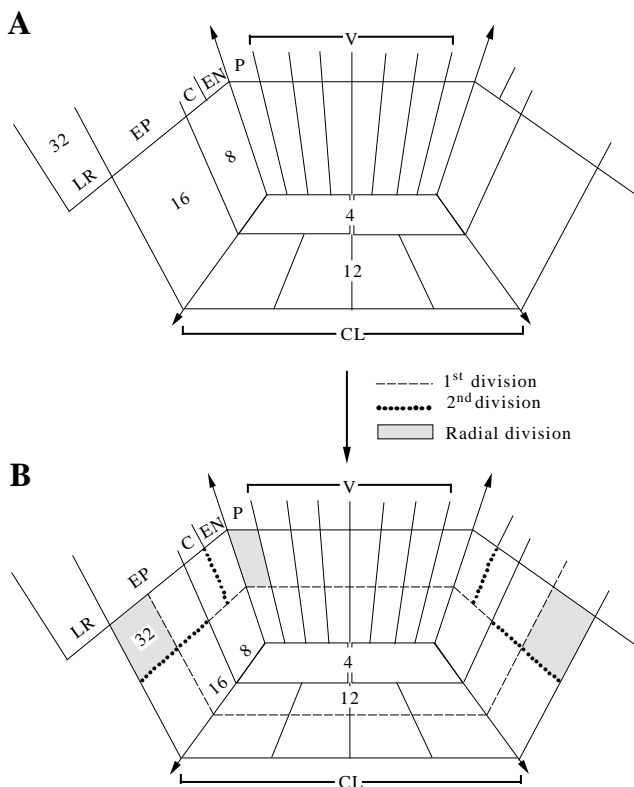 A
V
P
EN
C
EP
LR
32
16
8
4
12
CL
1st division
2nd division
Radial division
B
V
P
EN
C
EP
LR
32
16
8
4
12
CL